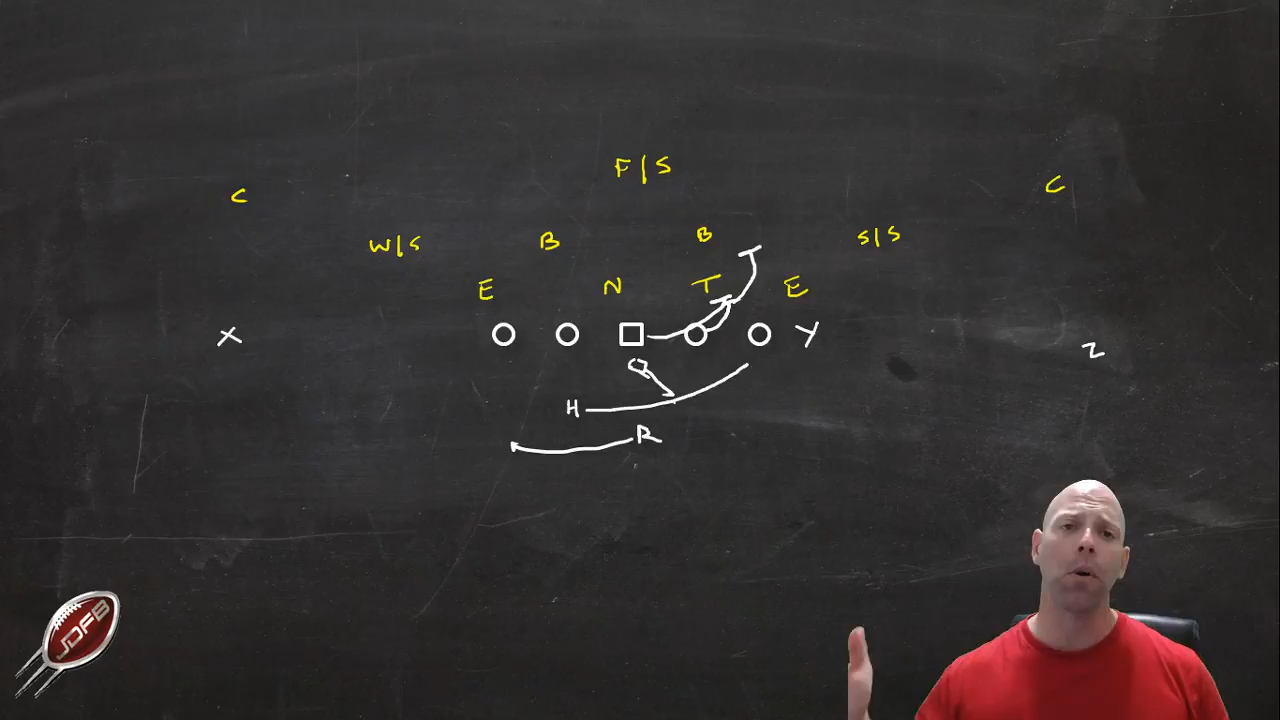 F/S
C C
W/S B B S/S
E N T E
X Y Z
Q
H
R
JDFB